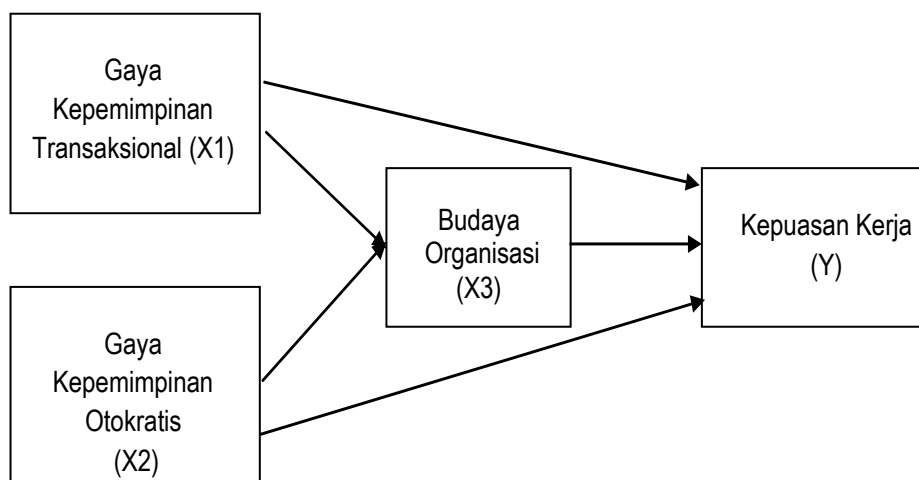 Gaya
Kepemimpinan
Transaksional (X1)
Budaya
Organisasi
(X3)
Kepuasan Kerja
(Y)
Gaya
Kepemimpinan
Otokratis
(X2)